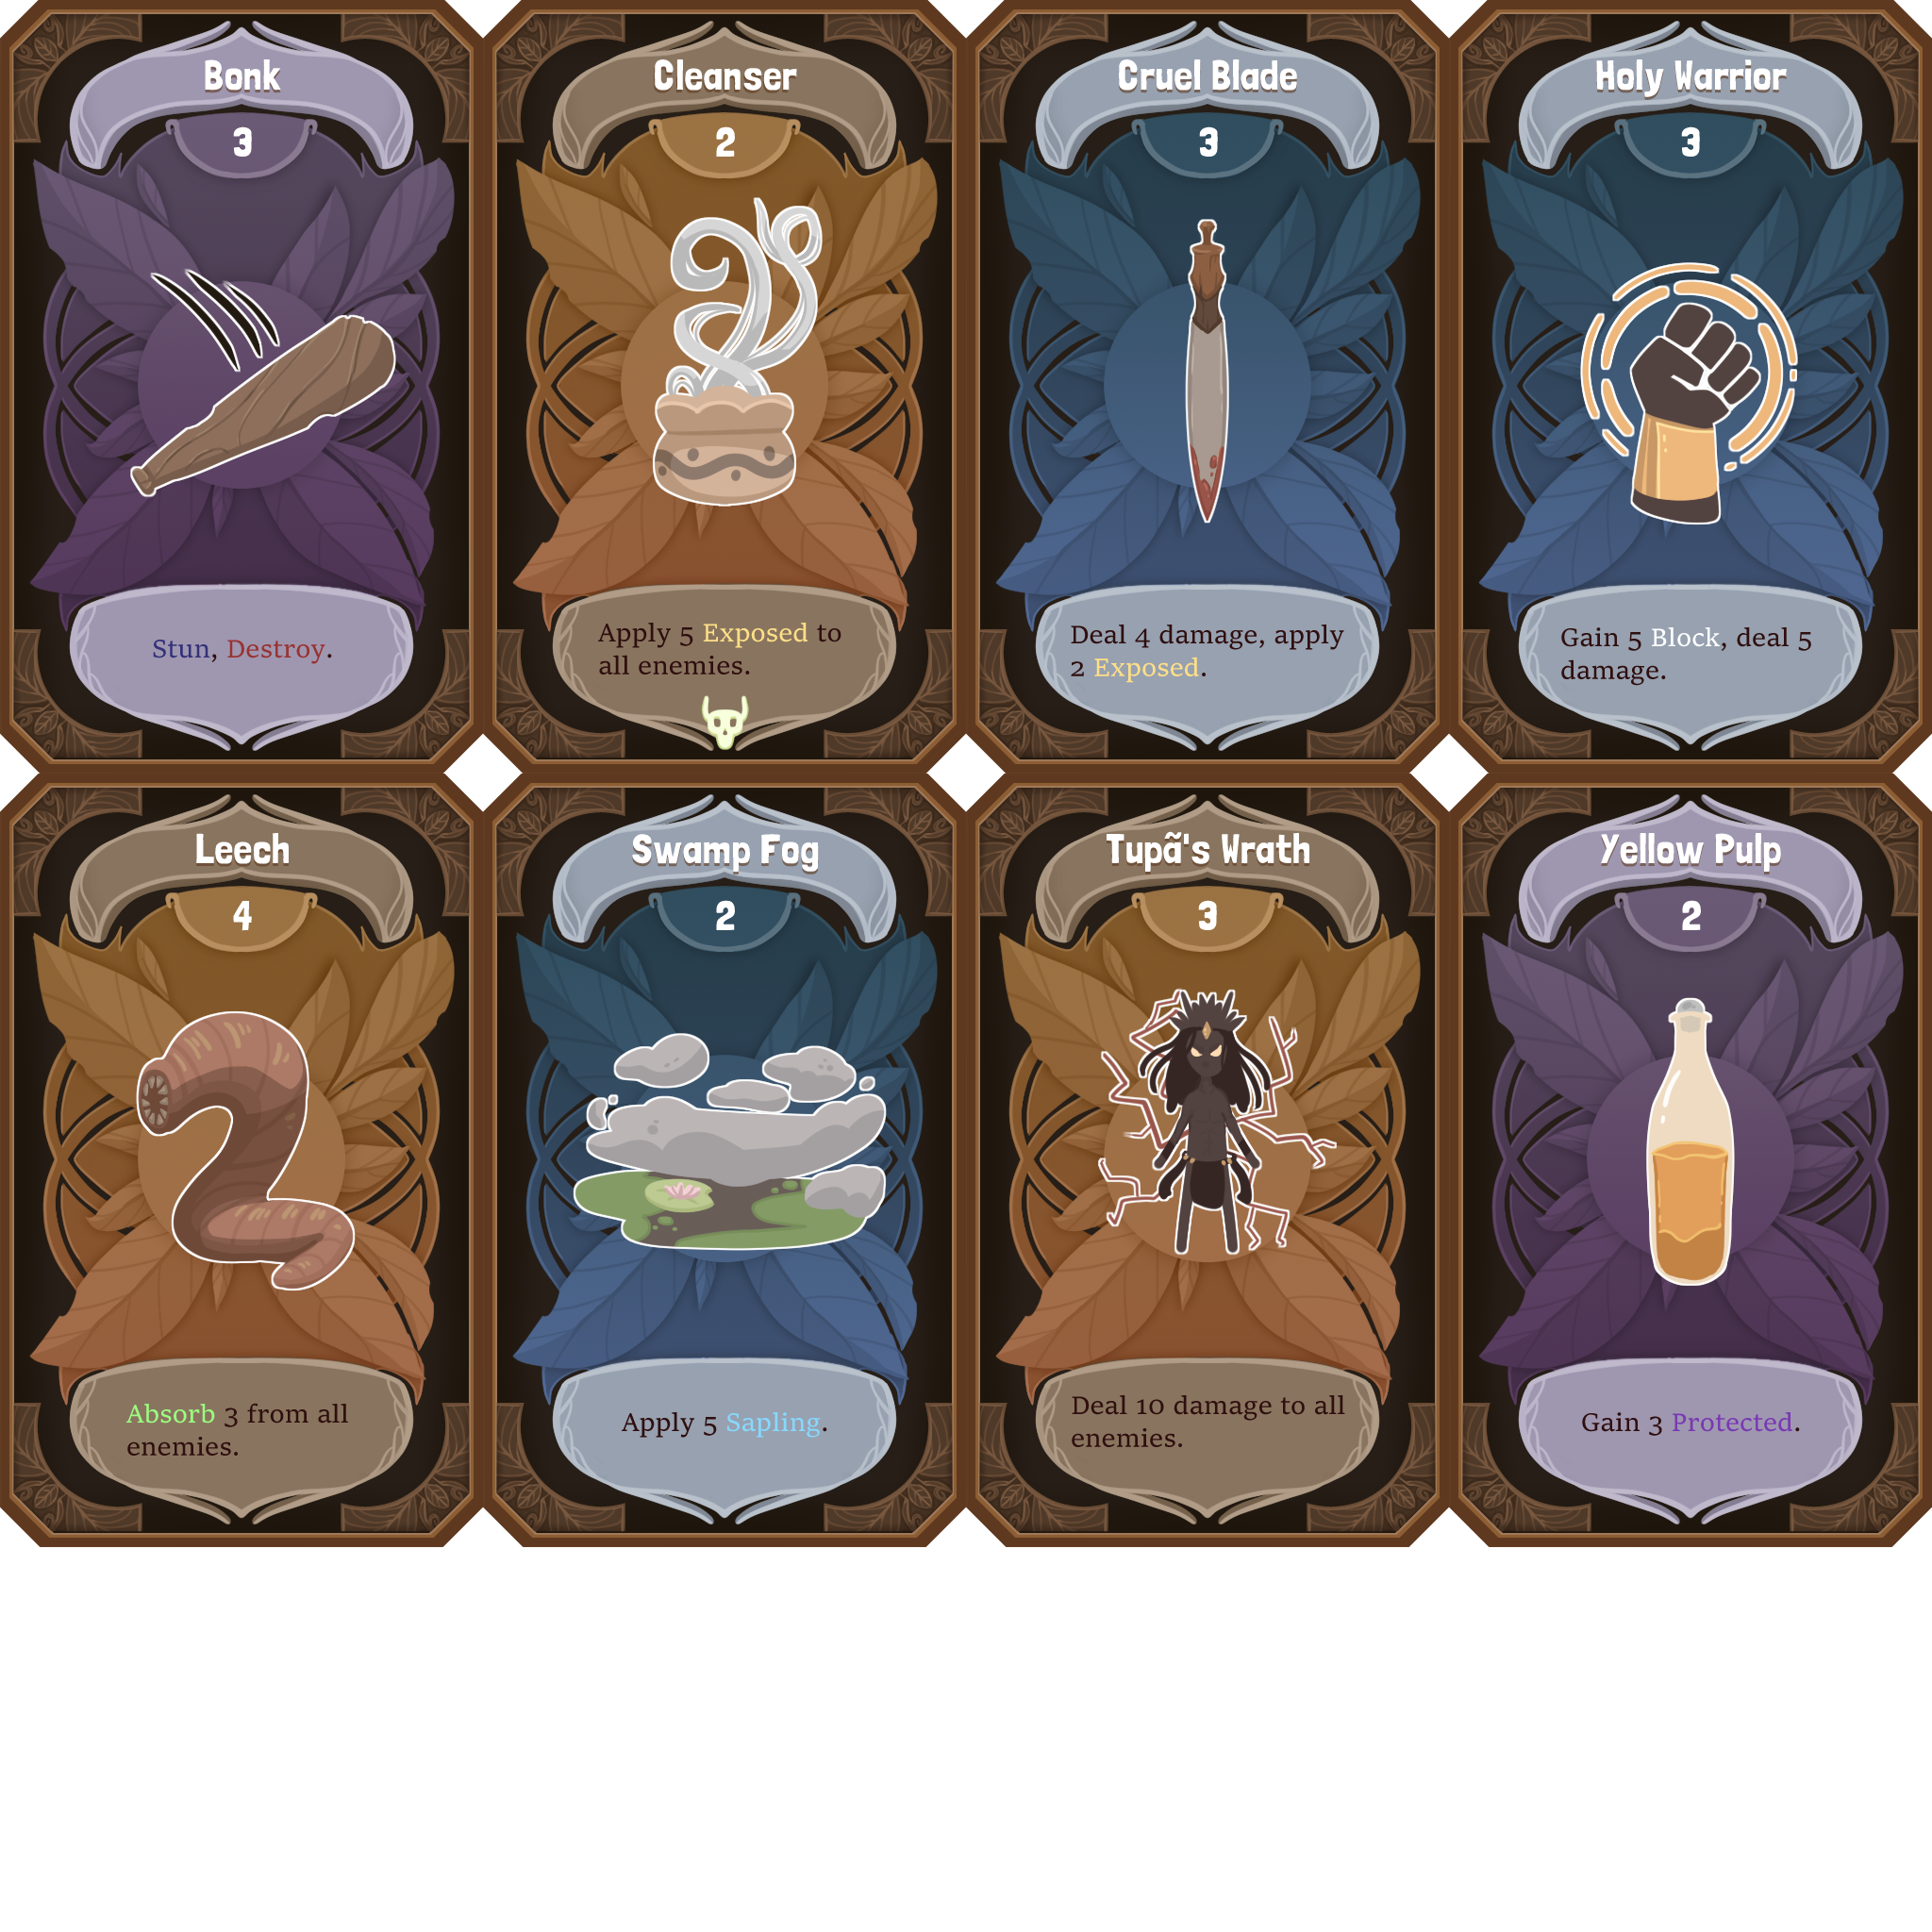 Bonk
3
Stun, Destroy.
Cleanser
2
Apply 5 Exposed to
all enemies.
Cruel Blade
3
Deal 4 damage, apply
2 Exposed.
Holy Warrior
3
Gain 5 Block, deal 5
damage.
Leech
4
Absorb 3 from all
enemies.
Swamp Fog
2
Apply 5 Sapling.
Tupã's Wrath
3
Deal 10 damage to all
enemies.
Yellow Pulp
2
Gain 3 Protected.